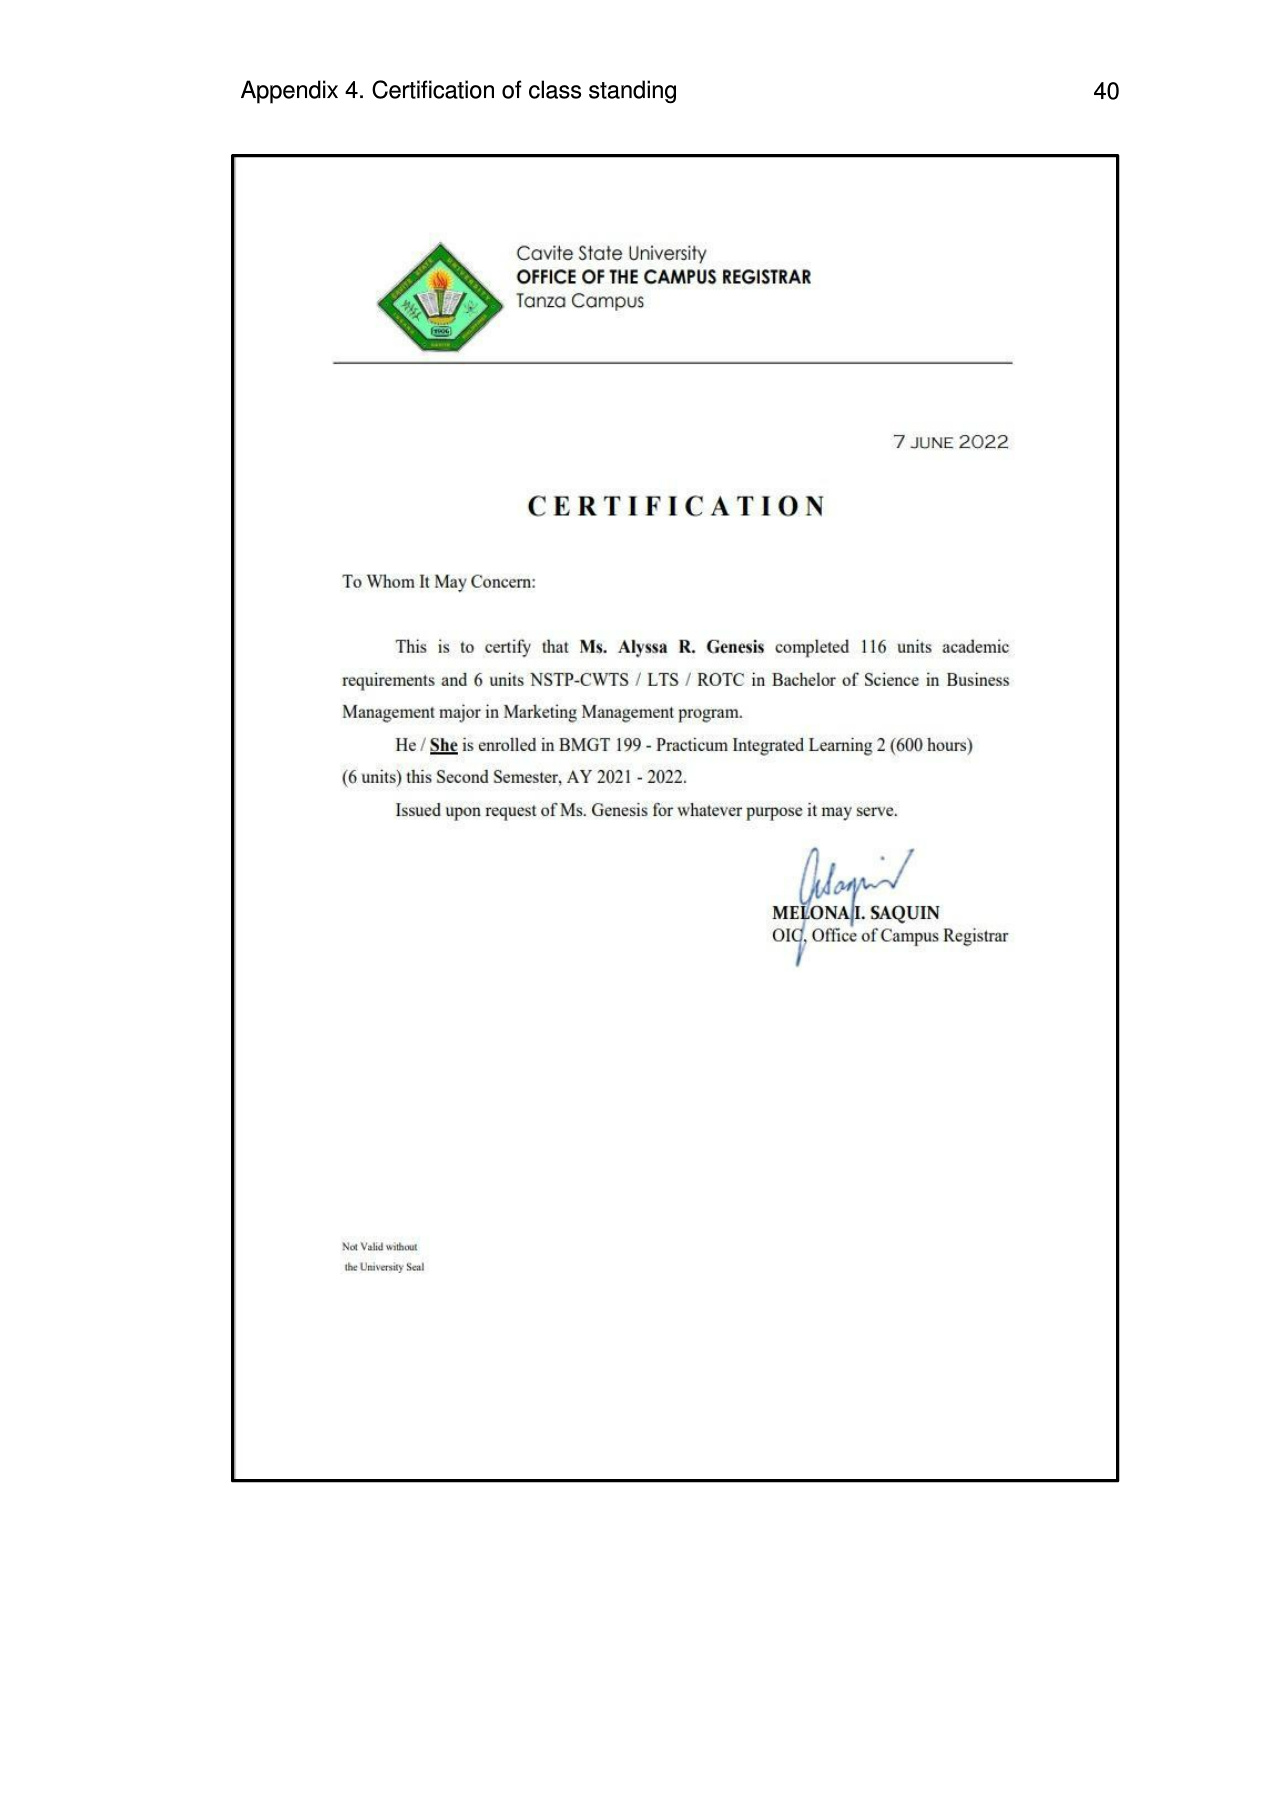 Appendix 4. Certification of class standing 40
Cavite State University
OFFICE OF THE CAMPUS REGISTRAR
Tanza Campus
1906
7 JUNE 2022
CERTIFICATION
To Whom It May Concern:
This is to certify that Ms. Alyssa R. Genesis completed 116 units academic
requirements and 6 units NSTP-CWTS / LTS / ROTC in Bachelor of Science in Business
Management major in Marketing Management program.
He / She is enrolled in BMGT 199 - Practicum Integrated Learning 2 (600 hours)
(6 units) this Second Semester, AY 2021 - 2022.
Issued upon request of Ms. Genesis for whatever purpose it may serve.
MELONA I. SAQUIN
OIC, Office of Campus Registrar
Not Valid without
the University Seal